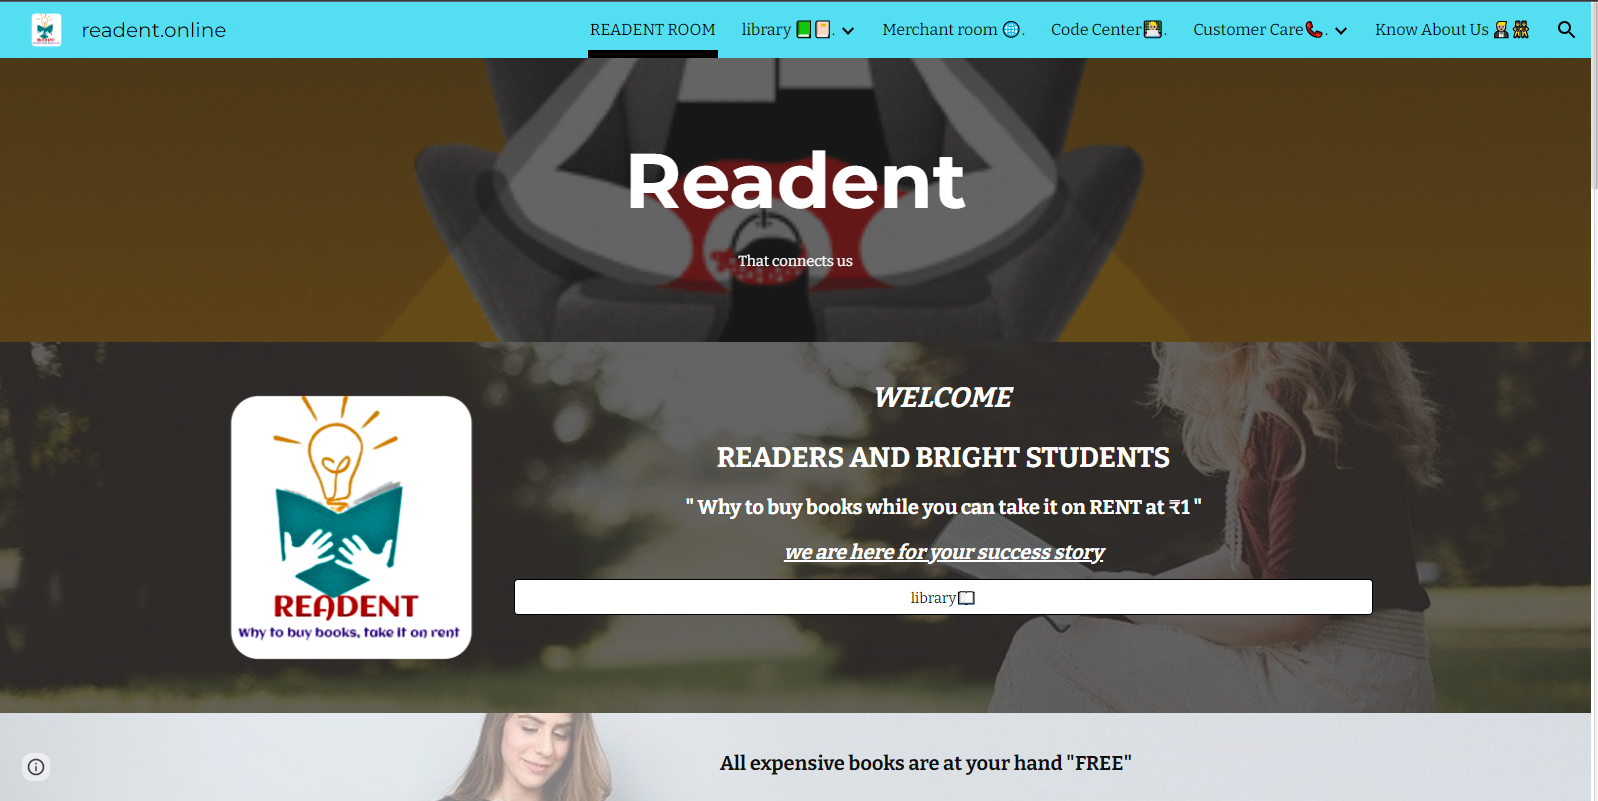 readent.online
READENT ROOM
library 📗📔.
Merchant room 🌐.
Code Center👩‍💻.
Customer Care📞.
Know About Us 👨‍💼👯
Readent
That connects us
WELCOME
READERS AND BRIGHT STUDENTS
" Why to buy books while you can take it on RENT at ₹1 "
we are here for your success story
library📖
READENT
Why to buy books, take it on rent
All expensive books are at your hand "FREE"